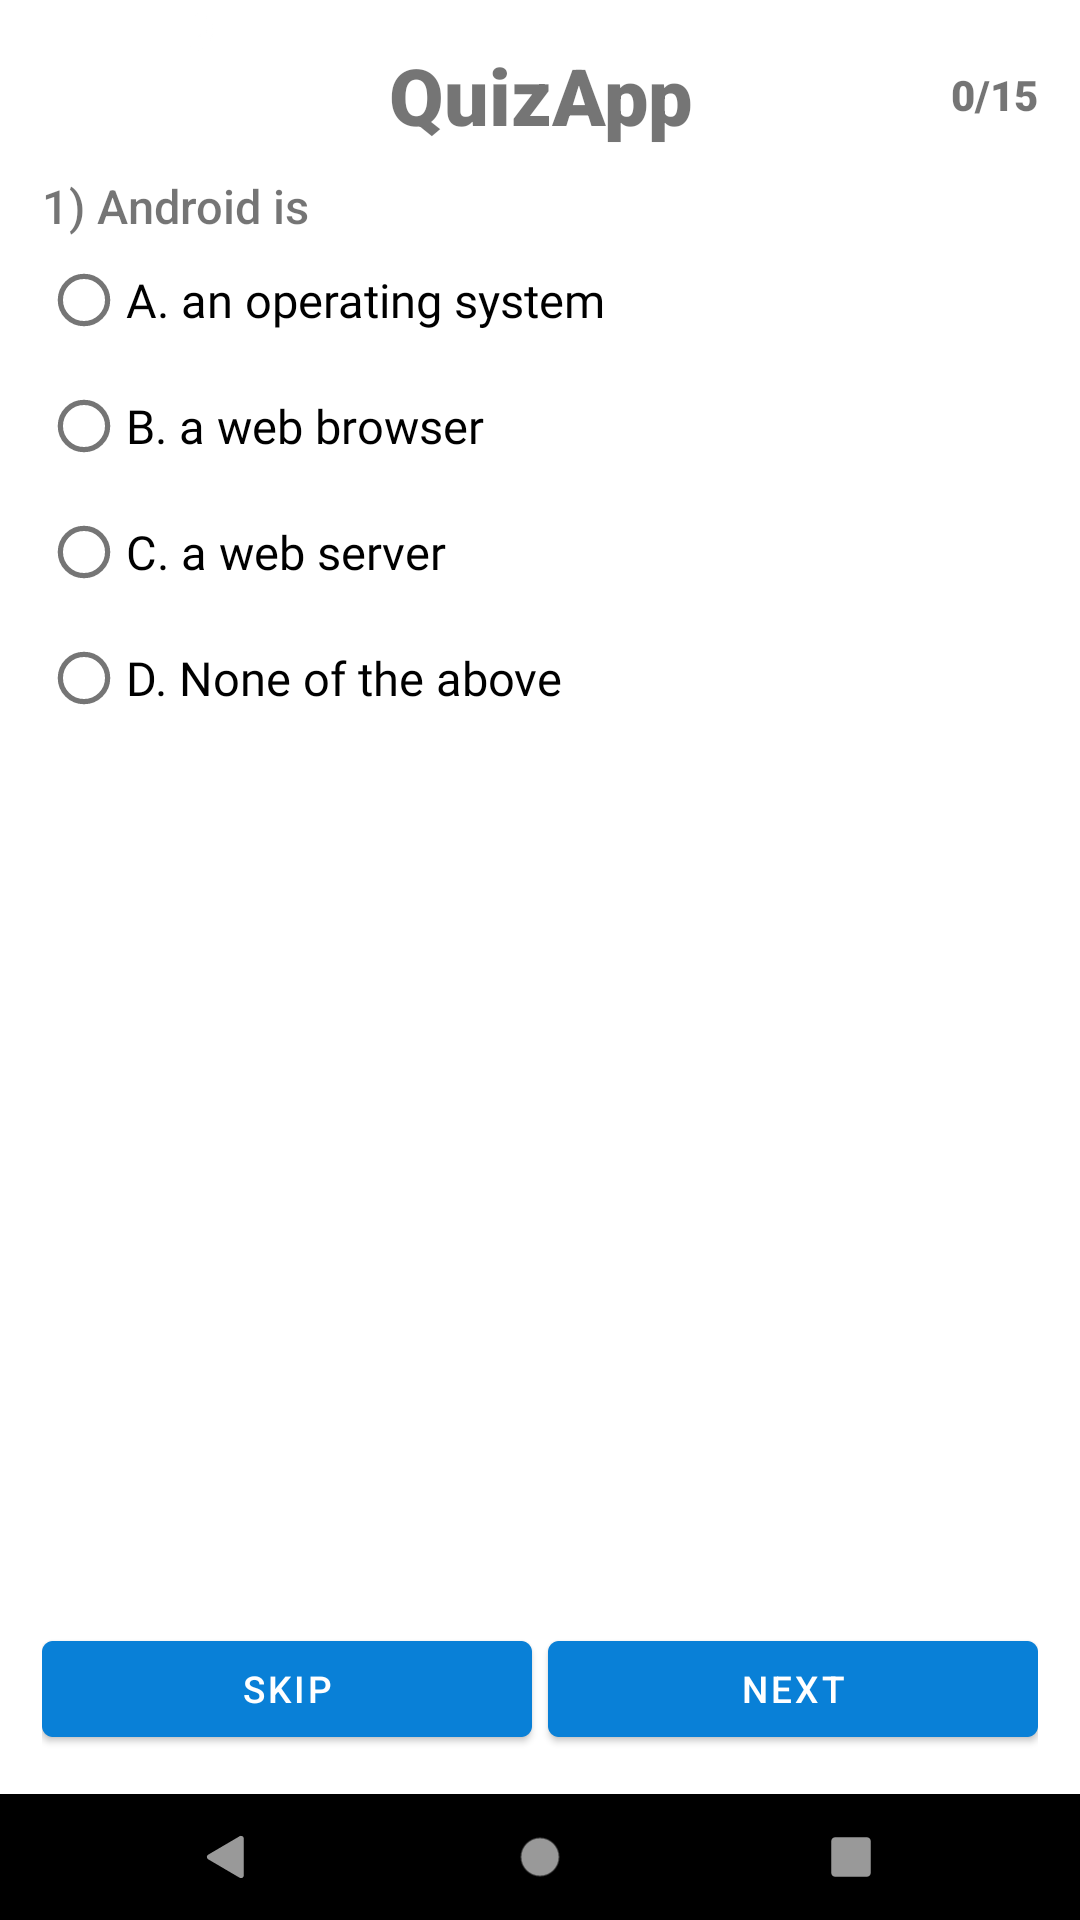 QuizApp
0/15
1) Android is
A. an operating system
B. a web browser
C. a web server
D. None of the above
SKIP
NEXT